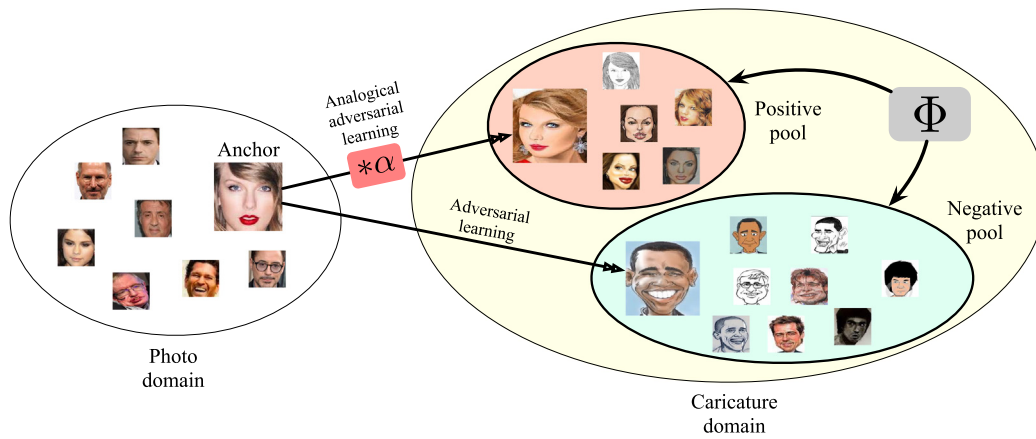 Analogical
adversarial
learning
Anchor
*α
Positive
pool
Φ
Adversarial
learning
Negative
pool
Photo
domain
Caricature
domain